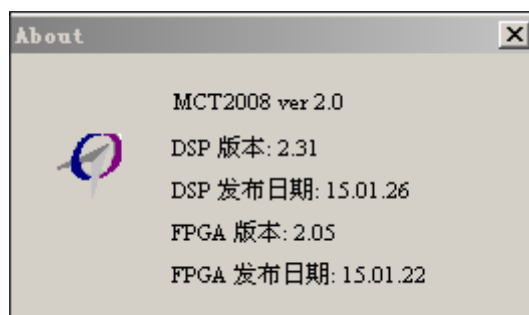 About
MCT2008 ver 2.0
DSP 版本: 2.31
DSP 发布日期: 15.01.26
FPGA 版本: 2.05
FPGA 发布日期: 15.01.22